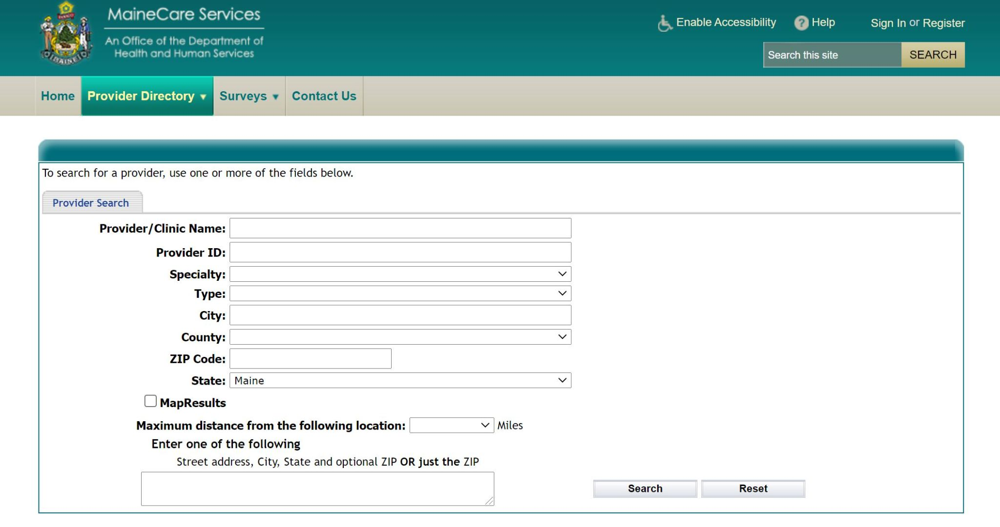 MaineCare Services
An Office of the Department of
Health and Human Services
MAINE
Enable Accessibility
? Help
Sign In or Register
Search this site
SEARCH
Home
Provider Directory
Surveys
Contact Us
To search for a provider, use one or more of the fields below.
Provider Search
Provider/Clinic Name:
Provider ID:
Specialty:
Type:
City:
County:
ZIP Code:
State: Maine
MapResults
Maximum distance from the following location: Miles
Enter one of the following
Street address, City, State and optional ZIP OR just the ZIP
Search
Reset